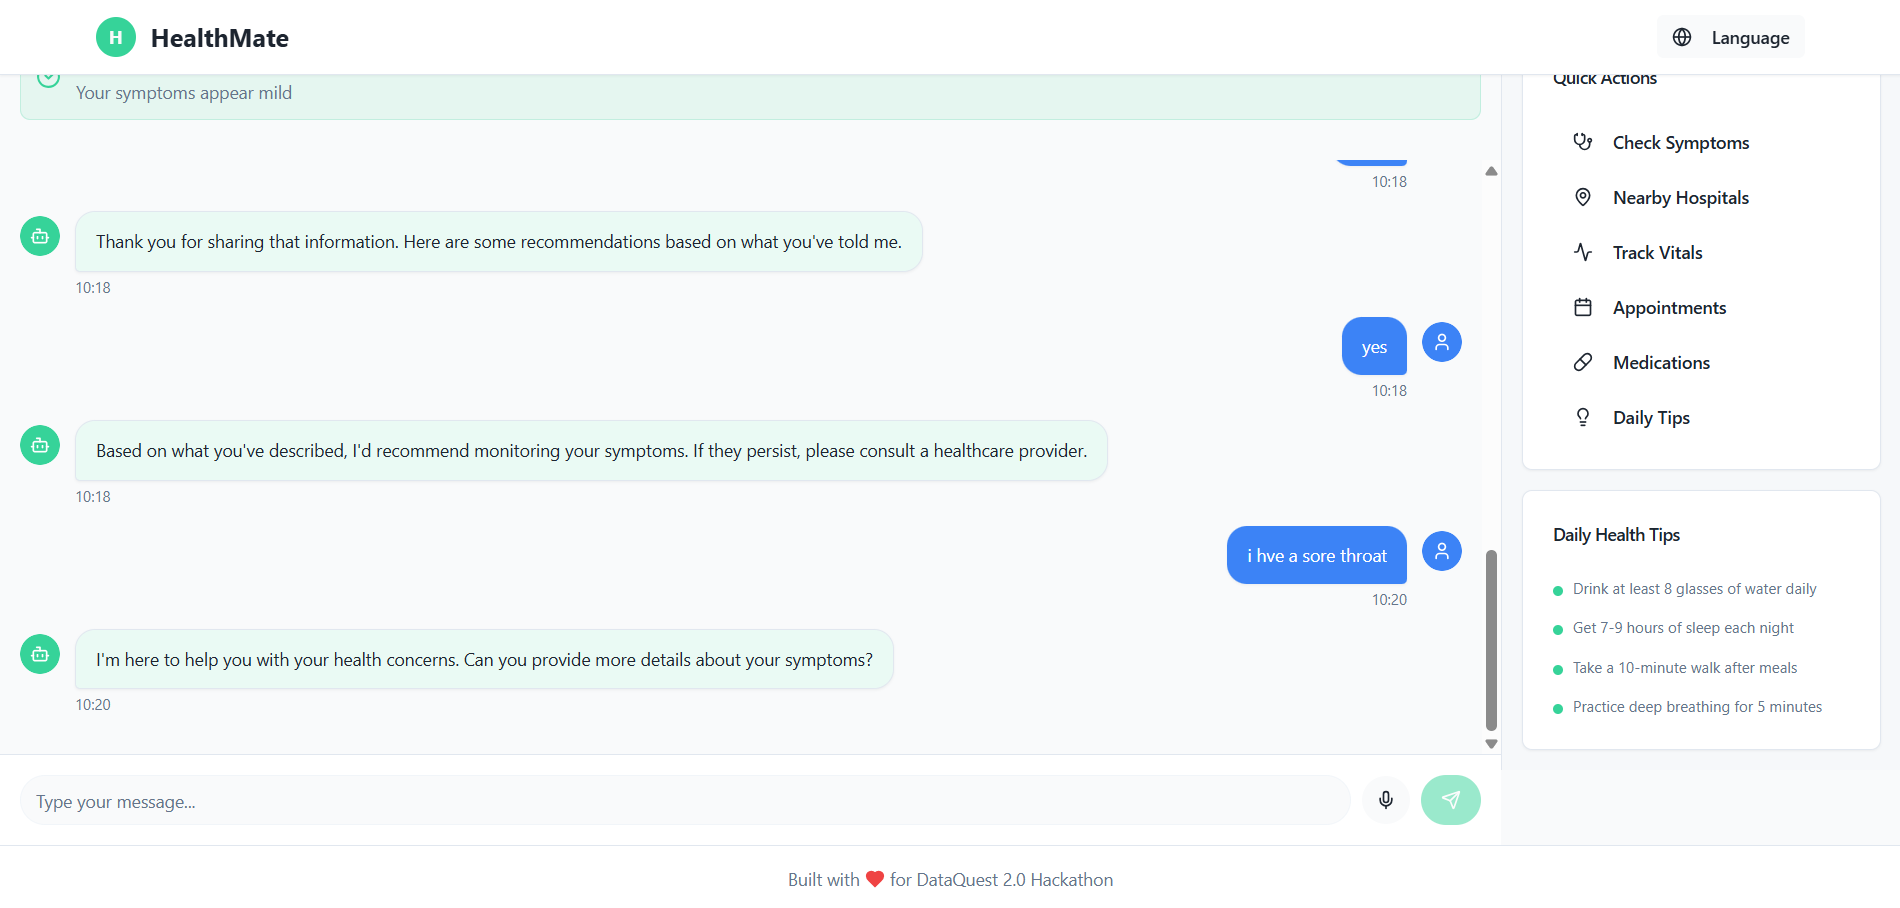 H HealthMate
Language
Your symptoms appear mild
10:18
Thank you for sharing that information. Here are some recommendations based on what you've told me.
10:18
yes
10:18
Based on what you've described, I'd recommend monitoring your symptoms. If they persist, please consult a healthcare provider.
10:18
i hve a sore throat
10:20
I'm here to help you with your health concerns. Can you provide more details about your symptoms?
10:20
Type your message...
Quick Actions
Check Symptoms
Nearby Hospitals
Track Vitals
Appointments
Medications
Daily Tips
Daily Health Tips
Drink at least 8 glasses of water daily
Get 7-9 hours of sleep each night
Take a 10-minute walk after meals
Practice deep breathing for 5 minutes
Built with ❤ for DataQuest 2.0 Hackathon